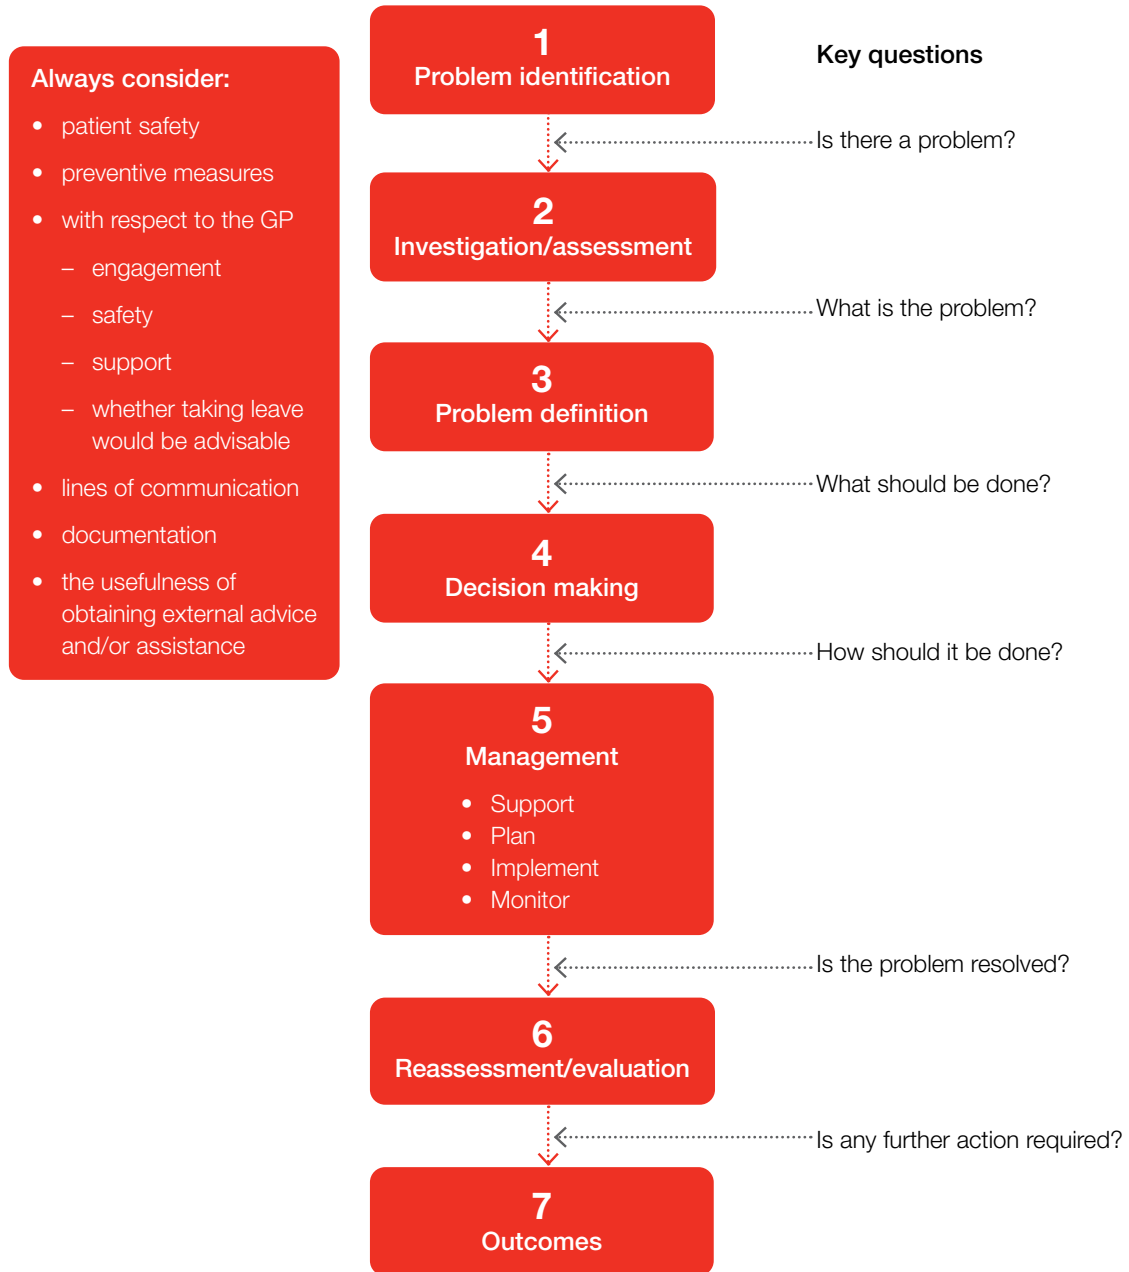 Always consider:
• patient safety
• preventive measures
• with respect to the GP
– engagement
– safety
– support
– whether taking leave
would be advisable
• lines of communication
• documentation
• the usefulness of
obtaining external advice
and/or assistance
1
Problem identification
Key questions
Is there a problem?
2
Investigation/assessment
What is the problem?
3
Problem definition
What should be done?
4
Decision making
How should it be done?
5
Management
• Support
• Plan
• Implement
• Monitor
Is the problem resolved?
6
Reassessment/evaluation
Is any further action required?
7
Outcomes